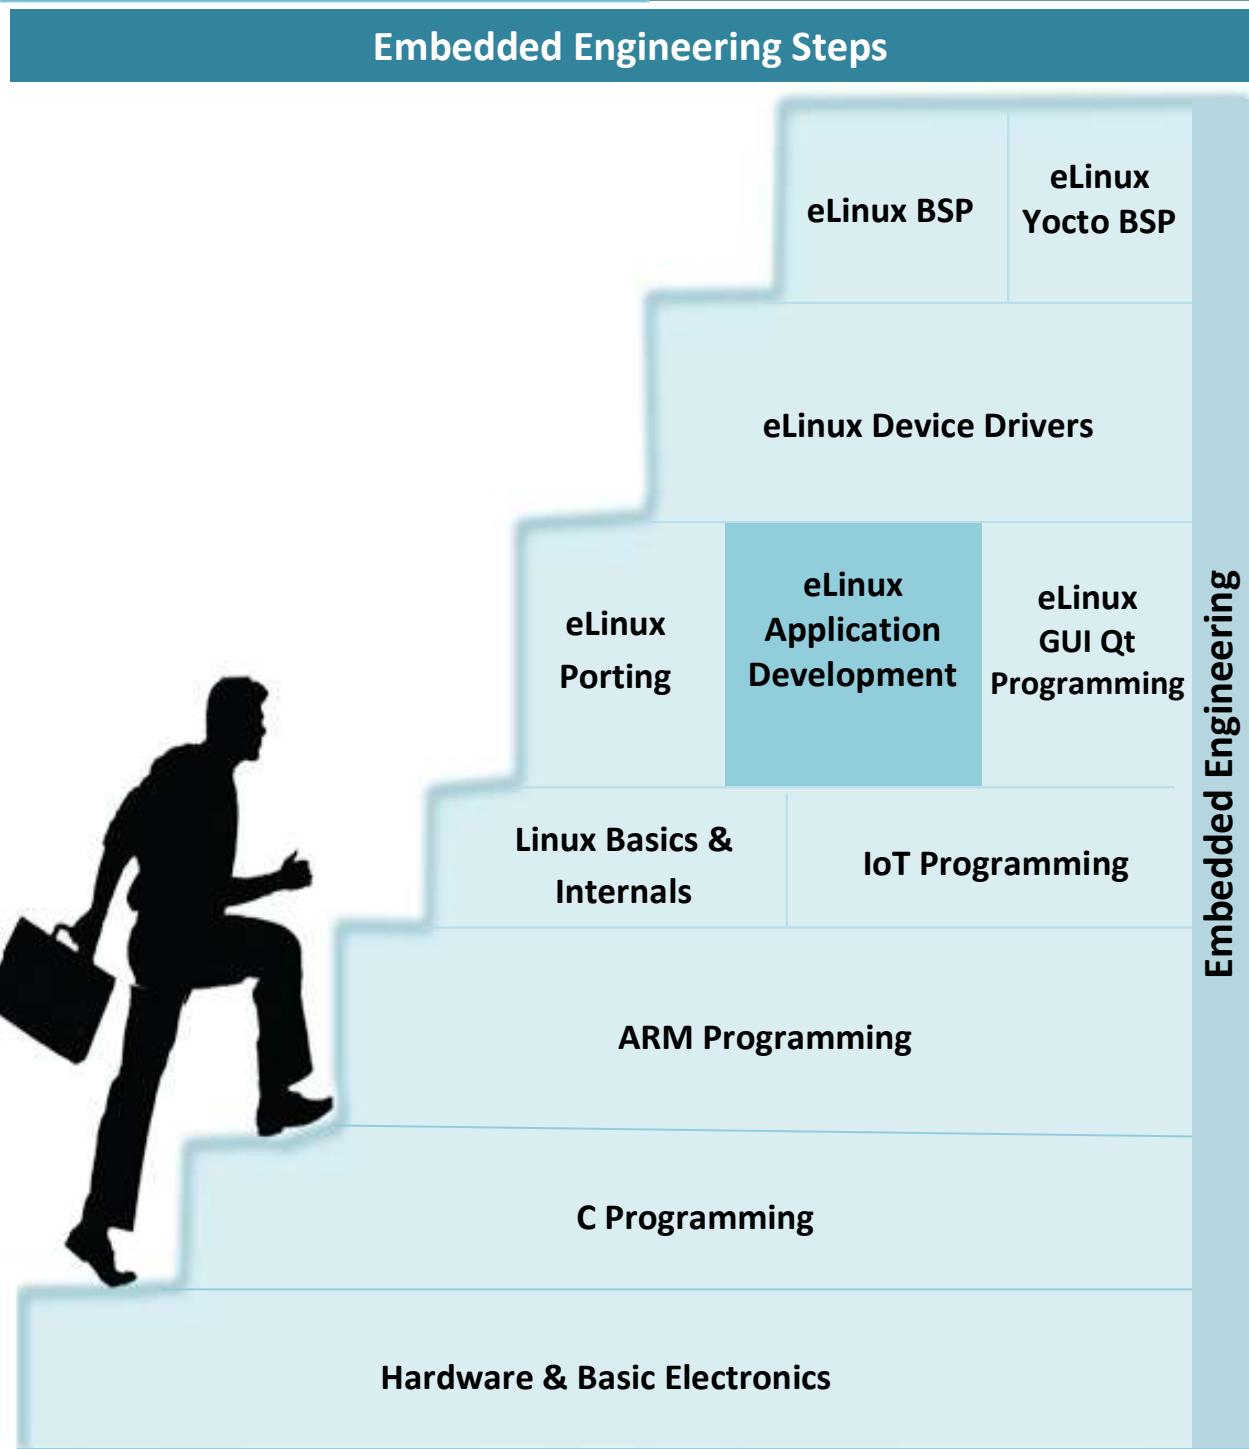 Embedded Engineering Steps
eLinux BSP
eLinux
Yocto BSP
eLinux Device Drivers
eLinux
Porting
eLinux
Application
Development
eLinux
GUI Qt
Programming
Linux Basics &
Internals
IoT Programming
ARM Programming
C Programming
Hardware & Basic Electronics
Embedded Engineering